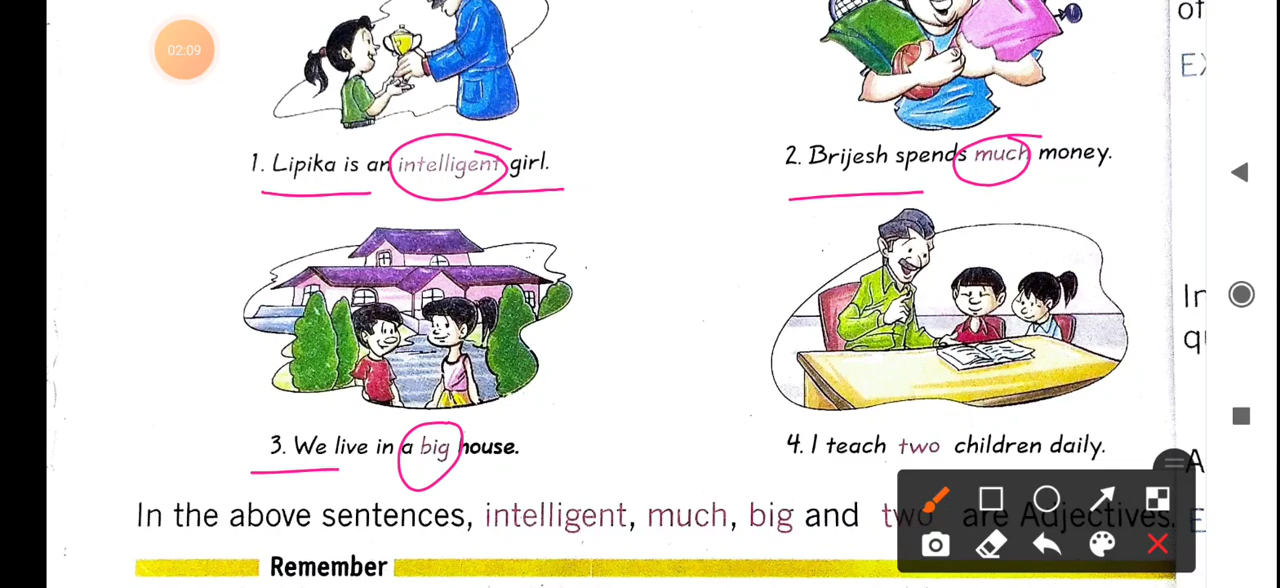 02:09
of
1. Lipika is an intelligent girl.
2. Brijesh spends much money.
3. We live in a big house.
4. I teach two children daily.
In the above sentences, intelligent, much, big and two are Adjectives.
Remember